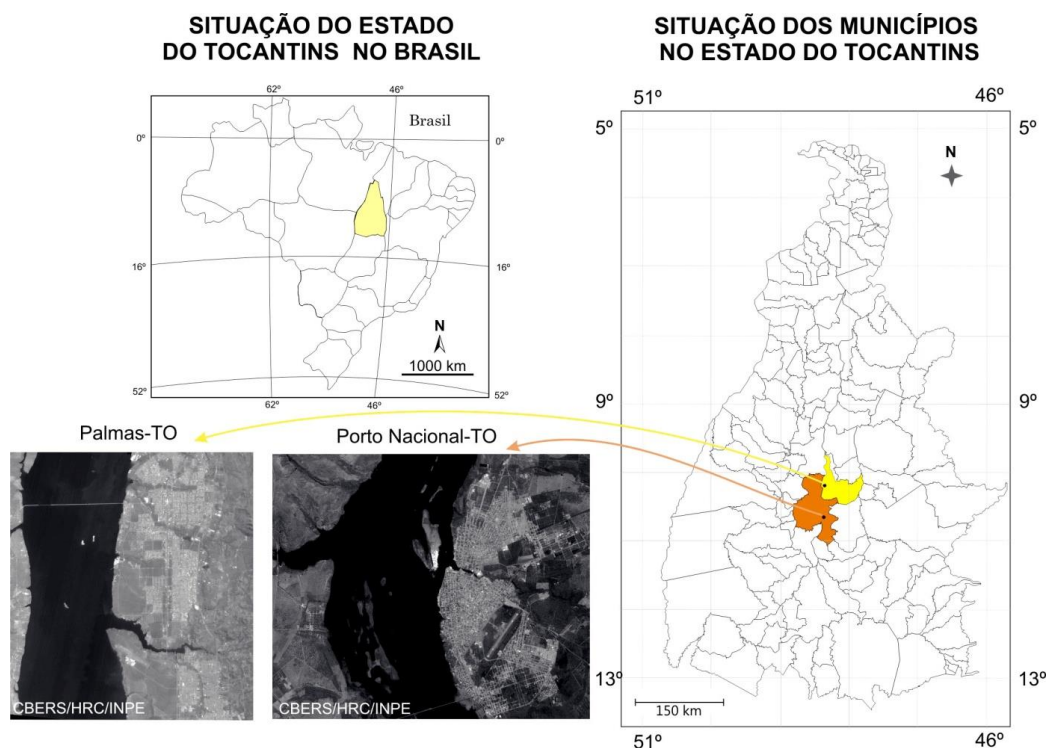 SITUAÇÃO DO ESTADO
DO TOCANTINS NO BRASIL
62º
46º
Brasil
0º
0º
16º
16º
N
1000 km
52º
52º
62º
46º
SITUAÇÃO DOS MUNICÍPIOS
NO ESTADO DO TOCANTINS
51º
46º
5º
5º
N
9º
9º
13º
13º
150 km
51º
46º
Palmas-TO
Porto Nacional-TO
CBERS/HRC/INPE
CBERS/HRC/INPE